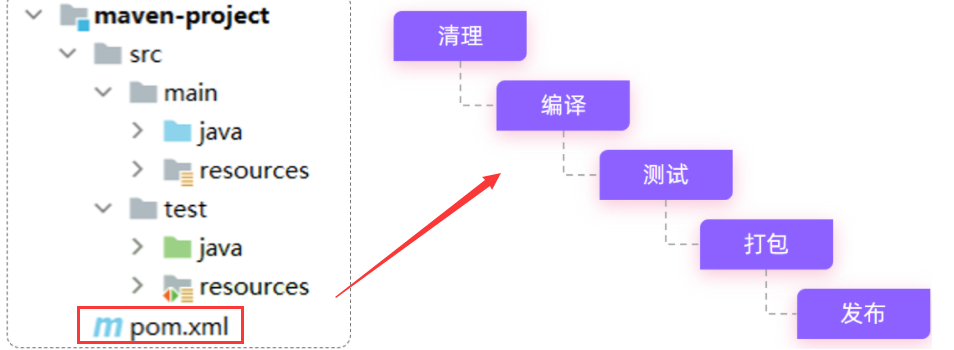 maven-project
src
main
java
resources
test
java
resources
pom.xml
清理
编译
测试
打包
发布